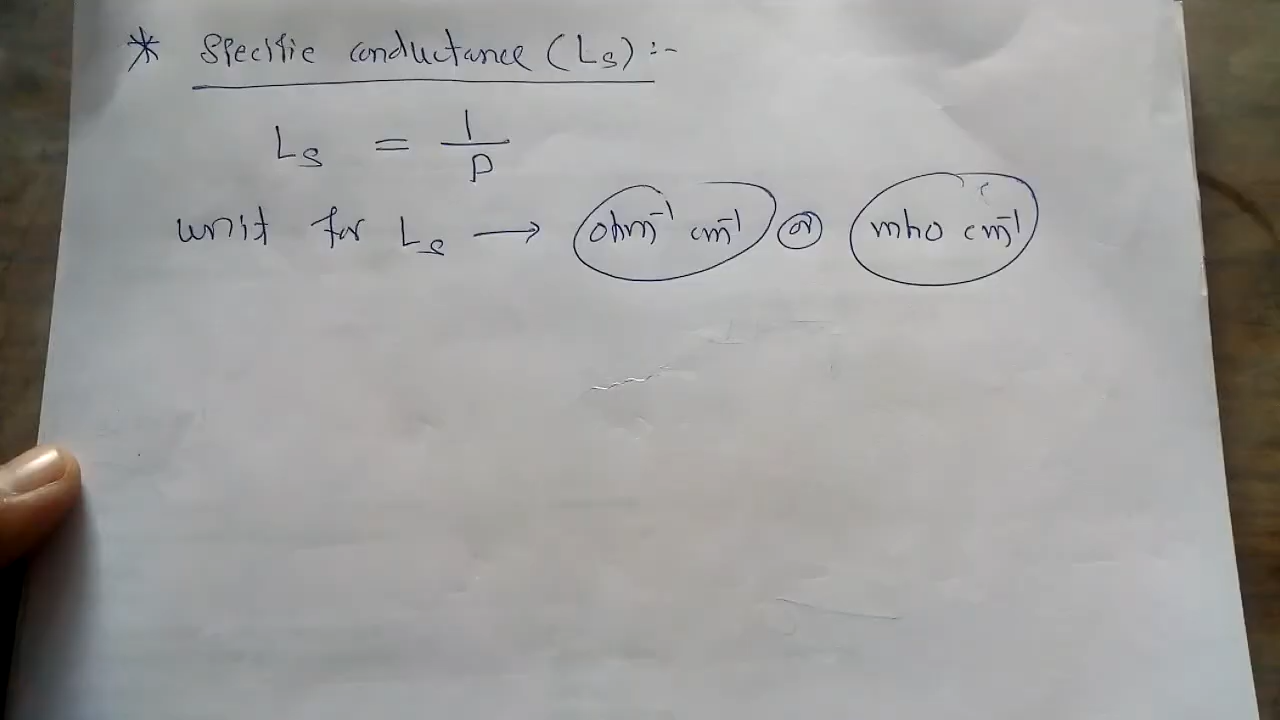 * Specific conductance (Ls) :-
Ls = 1/ρ
unit for Ls → ohm⁻¹ cm⁻¹ or mho cm⁻¹